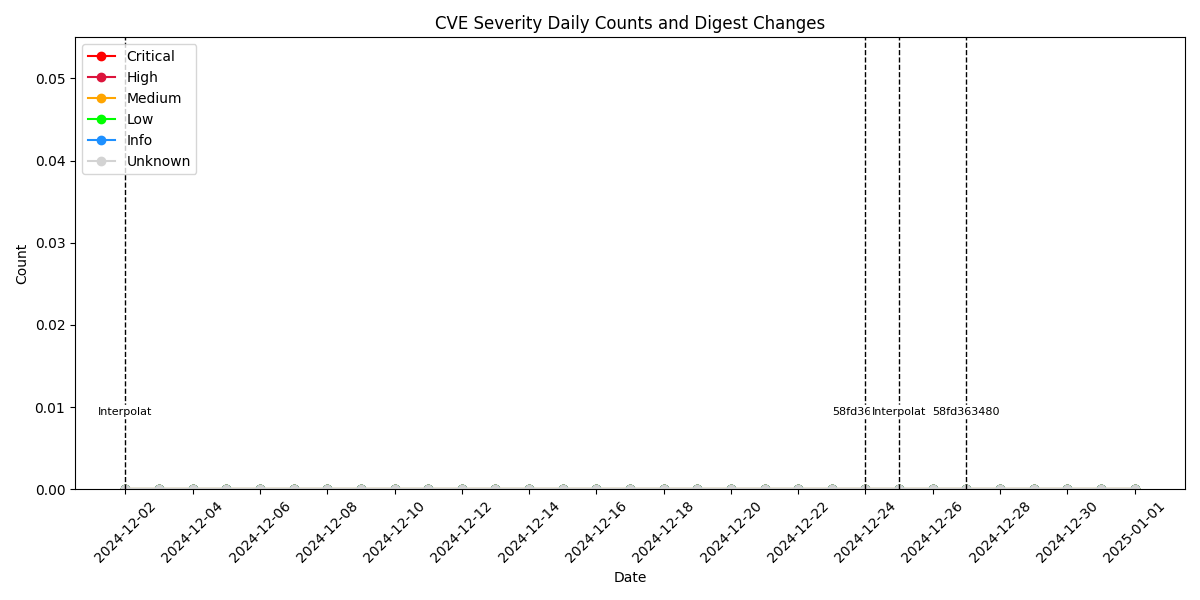 CVE Severity Daily Counts and Digest Changes
Critical
High
Medium
Low
Info
Unknown
Count
0.05
0.04
0.03
0.02
0.01
0.00
Interpolat
58fd36
Interpolat
58fd363480
2024-12-02
2024-12-04
2024-12-06
2024-12-08
2024-12-10
2024-12-12
2024-12-14
2024-12-16
2024-12-18
2024-12-20
2024-12-22
2024-12-24
2024-12-26
2024-12-28
2024-12-30
2025-01-01
Date